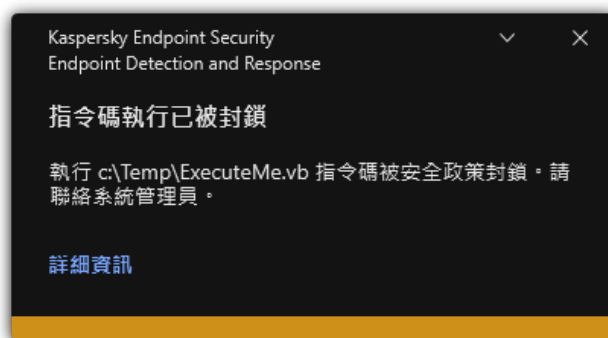 Kaspersky Endpoint Security
Endpoint Detection and Response
指令碼執行已被封鎖
執行 c:\Temp\ExecuteMe.vb 指令碼被安全政策封鎖。請
聯絡系統管理員。
詳細資訊